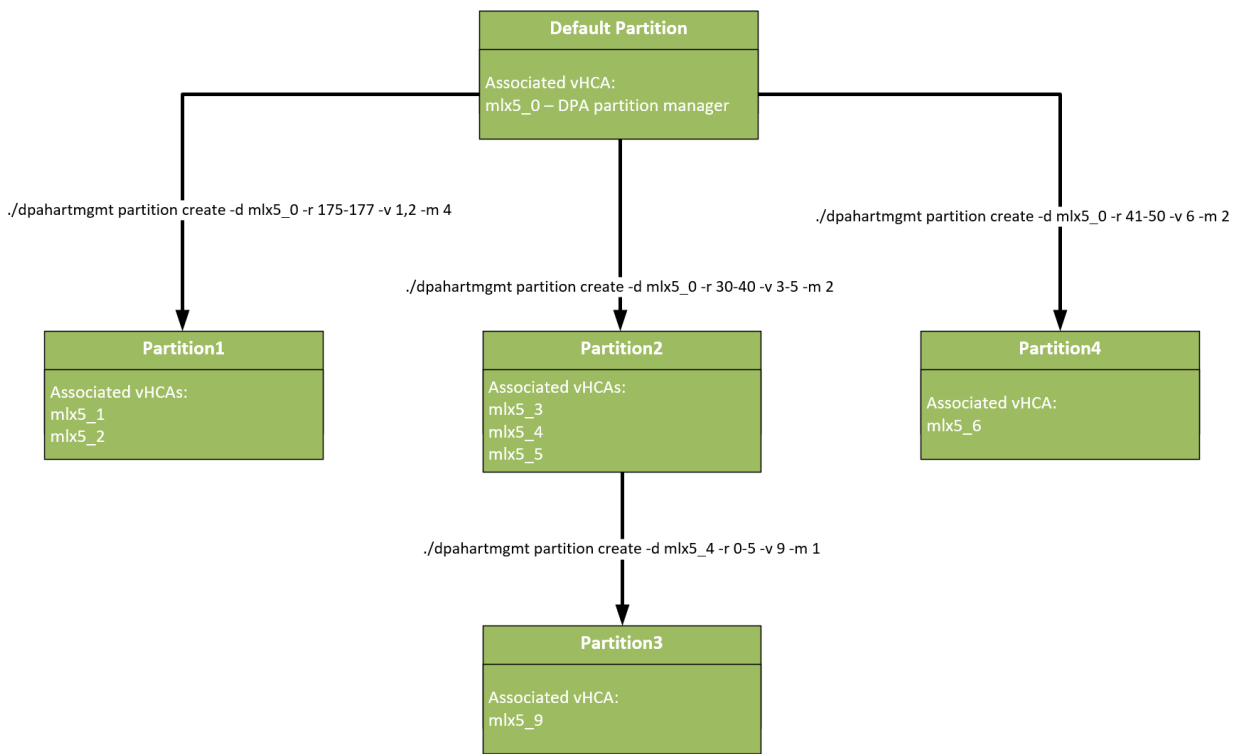 Default Partition
Associated vHCA:
mlx5_0 – DPA partition manager
./dpahartmgmt partition create -d mlx5_0 -r 175-177 -v 1,2 -m 4
./dpahartmgmt partition create -d mlx5_0 -r 41-50 -v 6 -m 2
./dpahartmgmt partition create -d mlx5_0 -r 30-40 -v 3-5 -m 2
Partition1
Associated vHCAs:
mlx5_1
mlx5_2
Partition2
Associated vHCAs:
mlx5_3
mlx5_4
mlx5_5
Partition4
Associated vHCA:
mlx5_6
./dpahartmgmt partition create -d mlx5_4 -r 0-5 -v 9 -m 1
Partition3
Associated vHCA:
mlx5_9